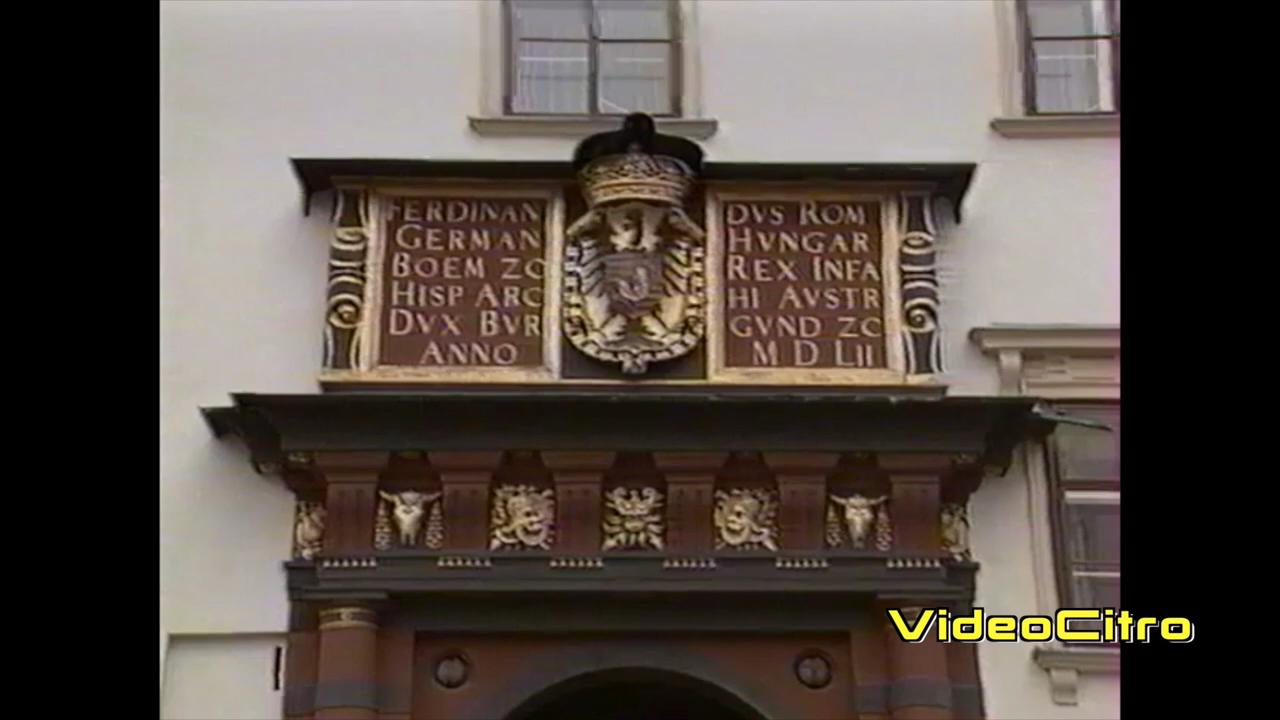 FERDINAN
GERMAN
BOEM ZC
HISP ARC
DVX BVR
ANNO
DVS ROM
HVNGAR
REX INFA
HI AVSTR
GVND ZC
M D LII
VideoCitro